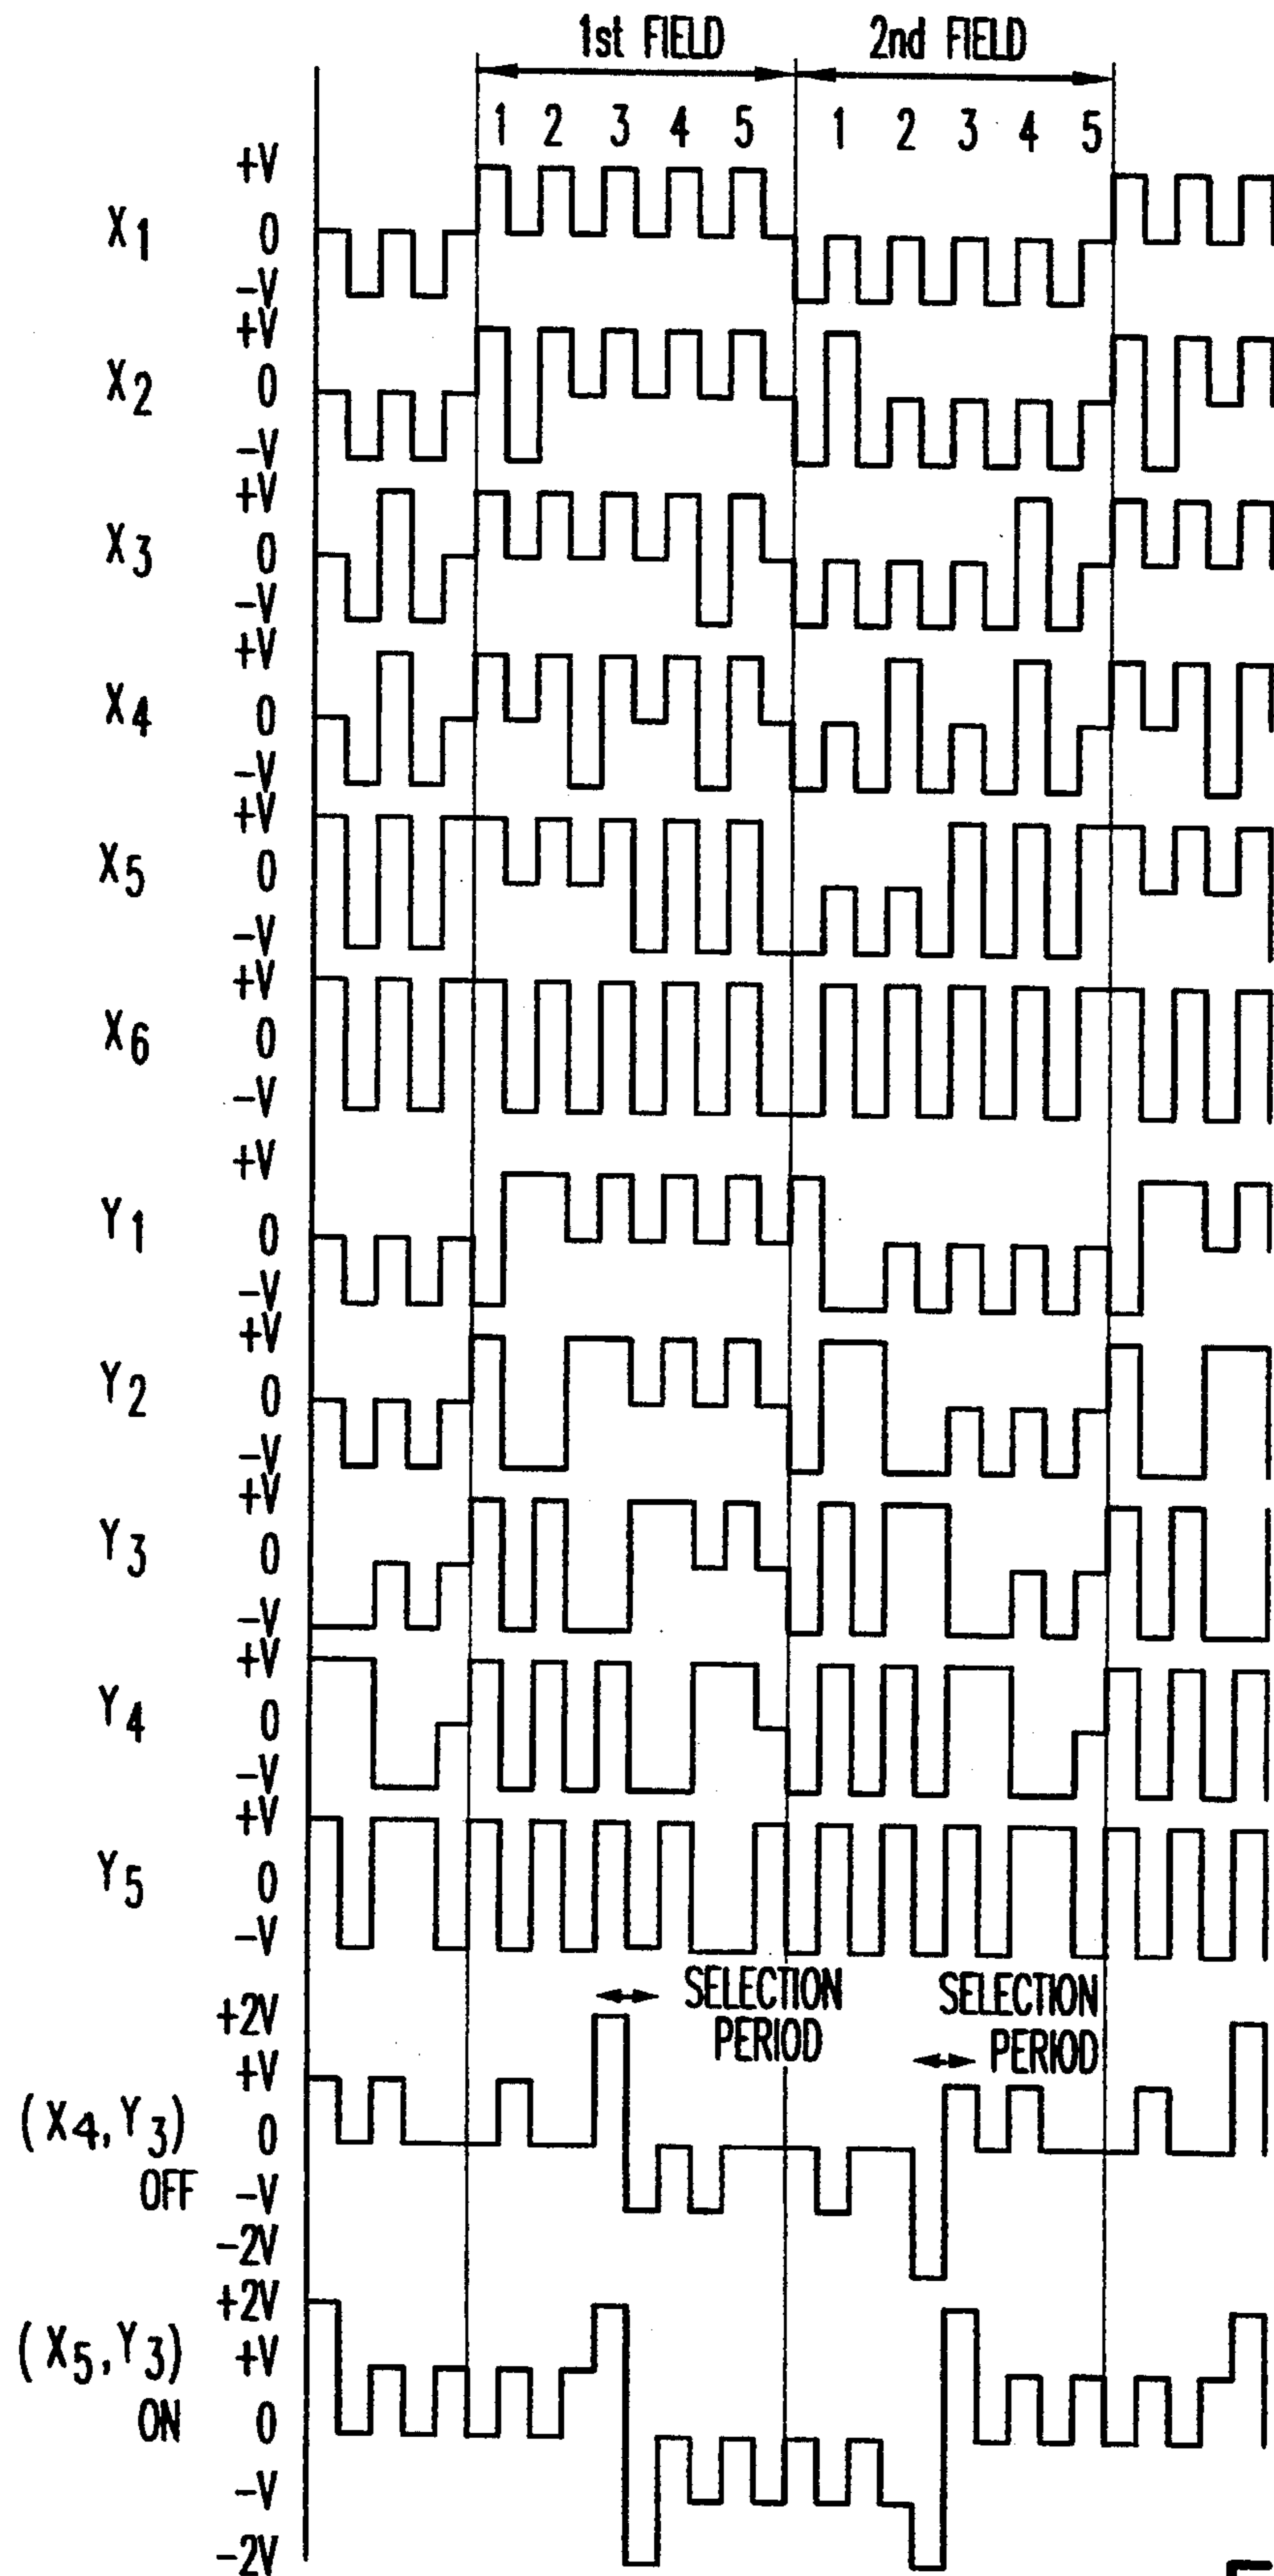 1st FIELD 2nd FIELD
1 2 3 4 5 1 2 3 4 5
+V
X1 0
-V
+V
X2 0
-V
+V
X3 0
-V
+V
X4 0
-V
+V
X5 0
-V
+V
X6 0
-V
+V
Y1 0
-V
+V
Y2 0
-V
+V
Y3 0
-V
+V
Y4 0
-V
+V
Y5 0
-V
SELECTION PERIOD
SELECTION PERIOD
+2V
+V
(X4,Y3) 0
OFF -V
-2V
+2V
(X5,Y3) +V
ON 0
-V
-2V